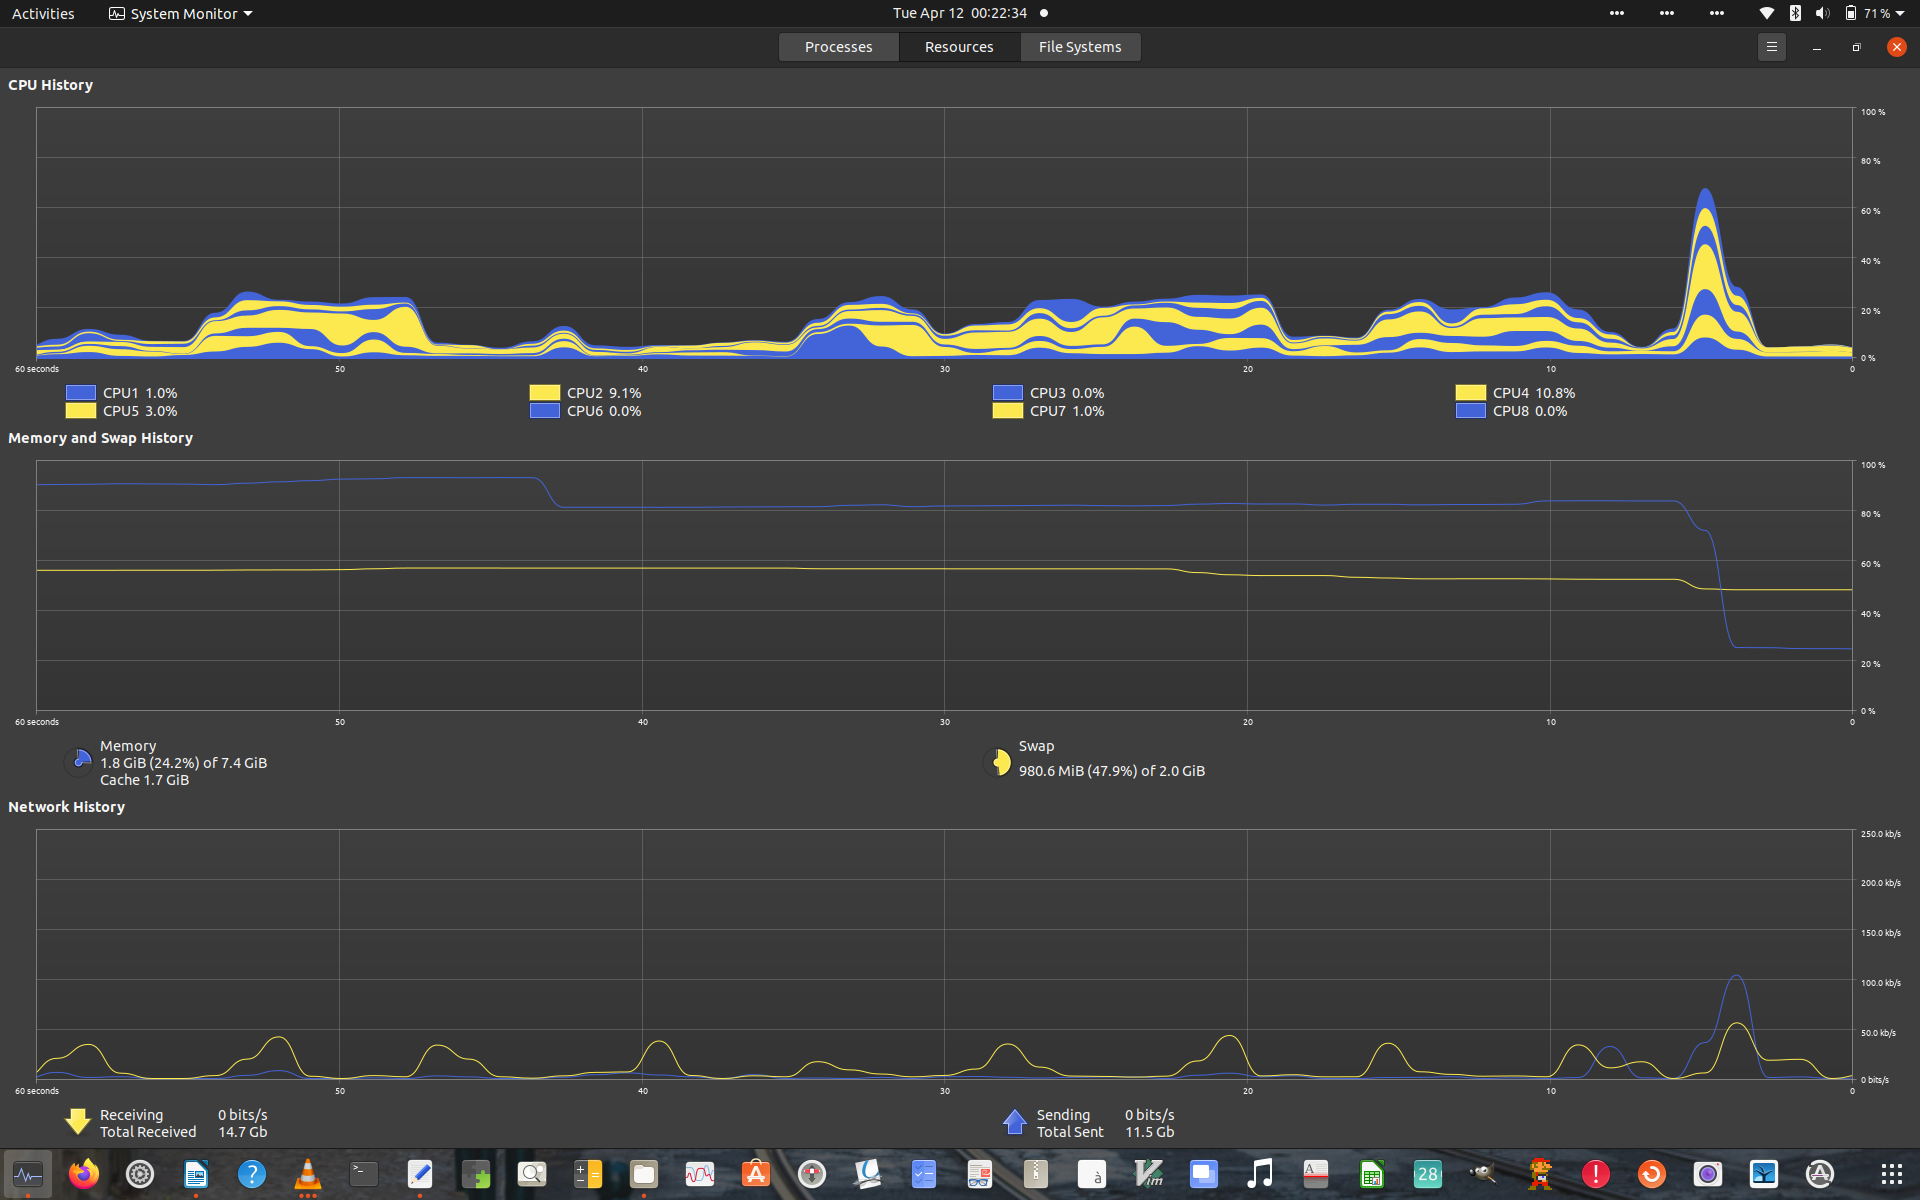 Activities System Monitor Tue Apr 12 00:22:34 71 %
Processes Resources File Systems
CPU History
100 %
80 %
60 %
40 %
20 %
0 %
60 seconds 50 40 30 20 10 0
CPU1 1.0% CPU2 9.1% CPU3 0.0% CPU4 10.8%
CPU5 3.0% CPU6 0.0% CPU7 1.0% CPU8 0.0%
Memory and Swap History
100 %
80 %
60 %
40 %
20 %
0 %
60 seconds 50 40 30 20 10 0
Memory
1.8 GiB (24.2%) of 7.4 GiB
Cache 1.7 GiB
Swap
980.6 MiB (47.9%) of 2.0 GiB
Network History
250.0 kb/s
200.0 kb/s
150.0 kb/s
100.0 kb/s
50.0 kb/s
0 bits/s
60 seconds 50 40 30 20 10 0
Receiving 0 bits/s
Total Received 14.7 Gb
Sending 0 bits/s
Total Sent 11.5 Gb
? >_ à Vim A 28 ! A